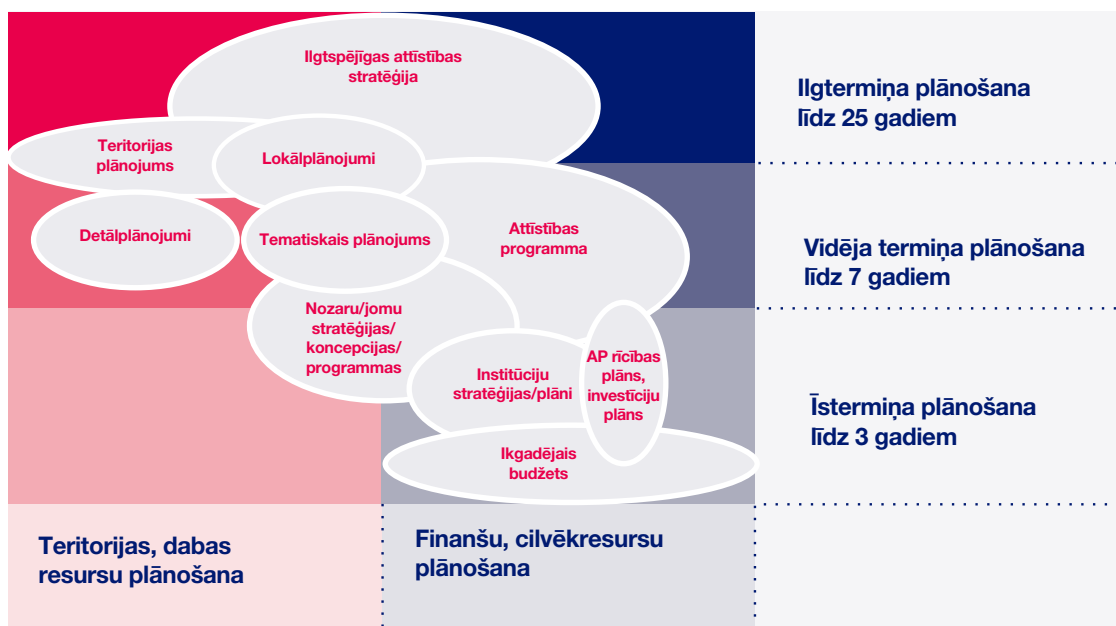 Ilgtspējīgas attīstības
stratēģija
Ilgtermiņa plānošana
līdz 25 gadiem
Teritorijas
plānojums
Lokālplānojumi
Detālplānojumi
Tematiskais plānojums
Attīstības
programma
Vidēja termiņa plānošana
līdz 7 gadiem
Nozaru/jomu
stratēģijas/
koncepcijas/
programmas
Institūciju
stratēģijas/plāni
AP rīcības
plāns,
investīciju
plāns
Īstermiņa plānošana
līdz 3 gadiem
Ikgadējais
budžets
Teritorijas, dabas
resursu plānošana
Finanšu, cilvēkresursu
plānošana